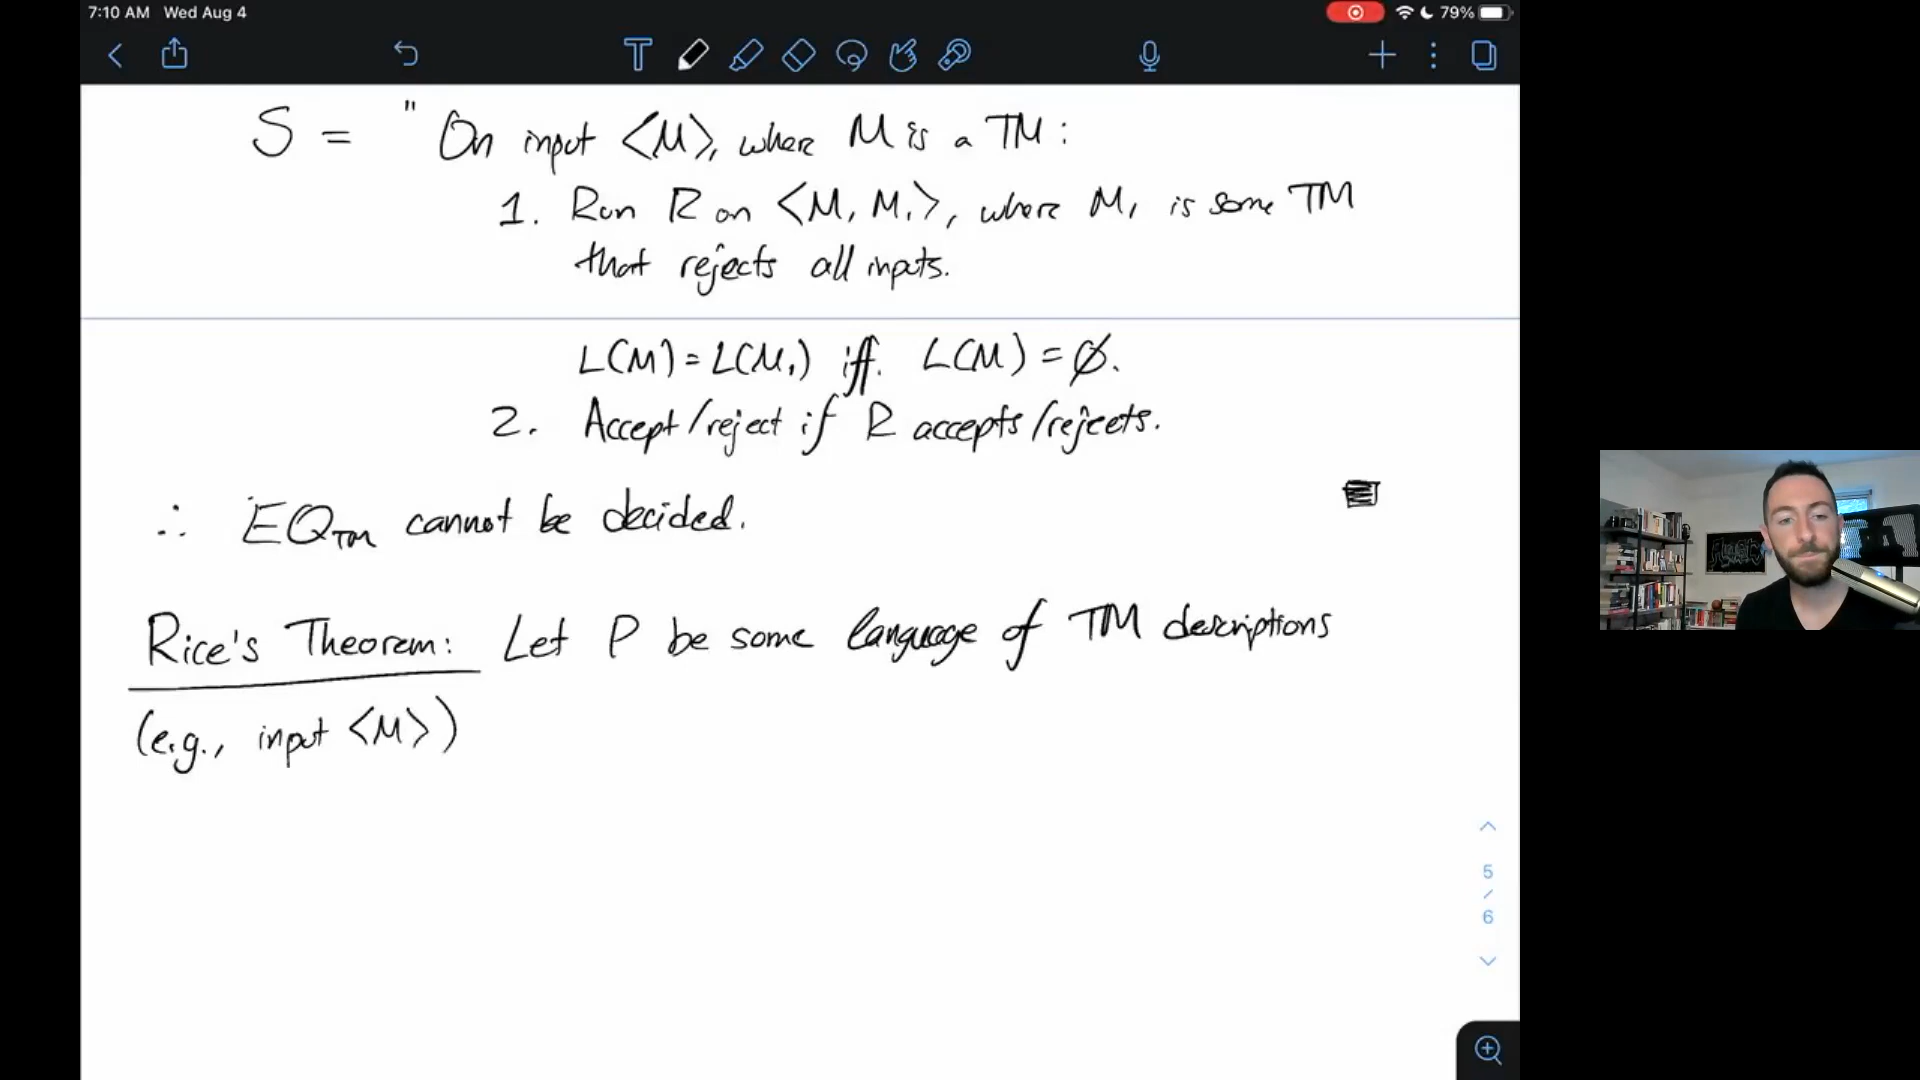 7:10 AM Wed Aug 4
79%
S = " On input <M>, where M is a TM:
1. Run R on <M, M₁>, where M₁ is some TM
that rejects all inputs.
L(M) = L(M₁) iff. L(M) = ∅.
2. Accept/reject if R accepts/rejects.
∴ EQ_TM cannot be decided.
Rice's Theorem: Let P be some language of TM descriptions
(e.g., input <M>)
5
/
6